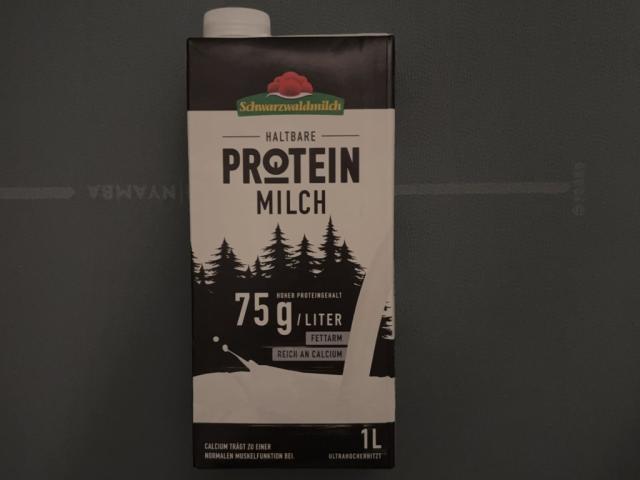 Schwarzwaldmilch
HALTBARE
PROTEIN
MILCH
75g / LITER
HOHER PROTEINGEHALT
FETTARM
REICH AN CALCIUM
CALCIUM TRÄGT ZU EINER
NORMALEN MUSKELFUNKTION BEI.
1L
ULTRAHOCHERHITZT
NYAMBA